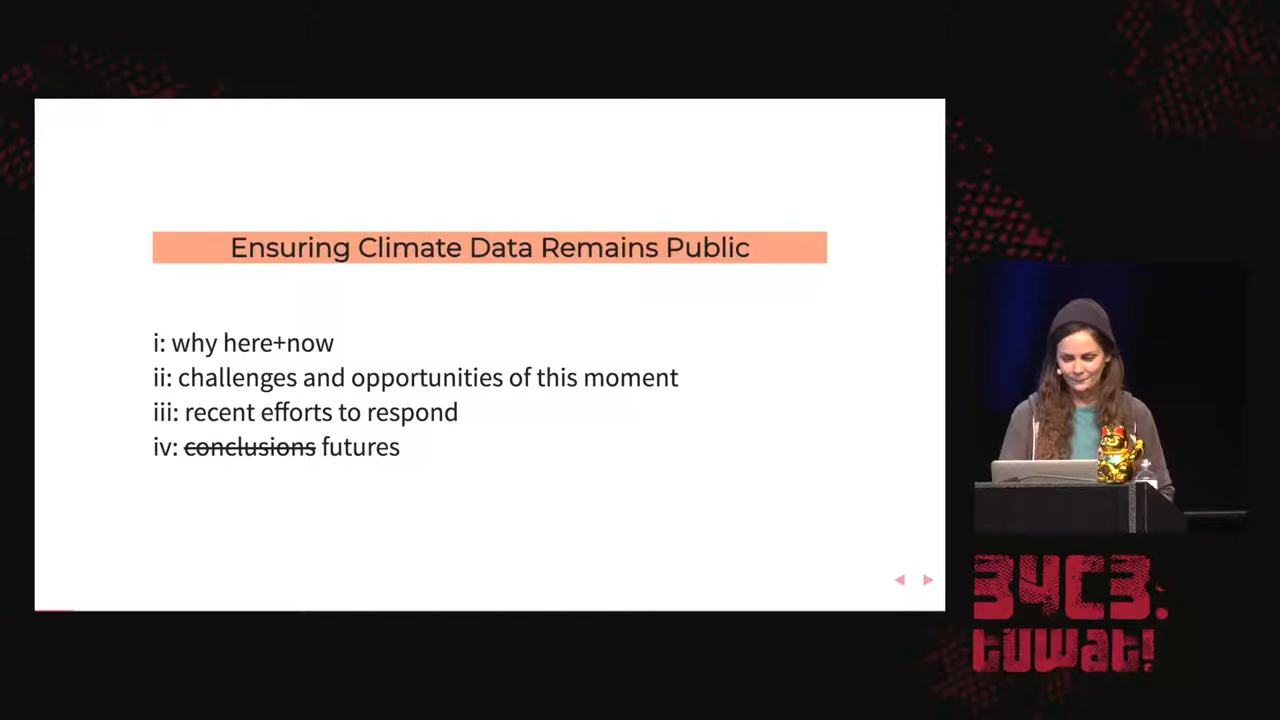 Ensuring Climate Data Remains Public
i: why here+now
ii: challenges and opportunities of this moment
iii: recent efforts to respond
iv: conclusions futures
34C3.
tuwat!